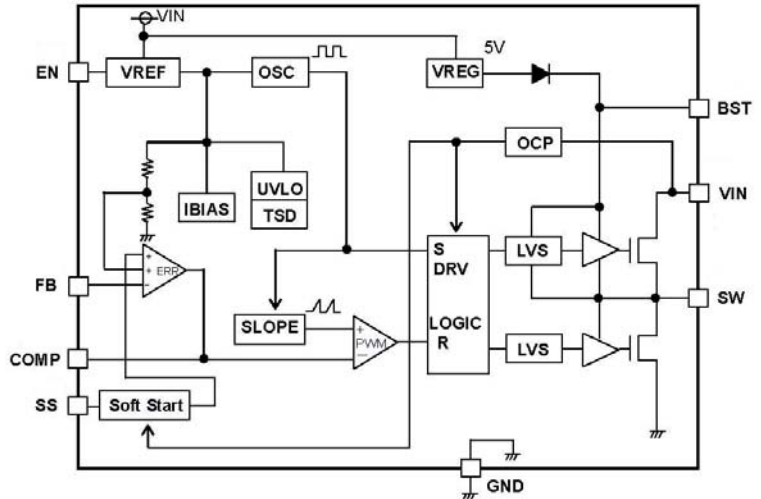 VIN
5V
EN
VREF
OSC
VREG
BST
OCP
VIN
UVLO
IBIAS
TSD
S
LVS
DRV
+
+
ERR
-
FB
SW
SLOPE
+
PWM
-
LOGIC
R
LVS
COMP
SS
Soft Start
GND